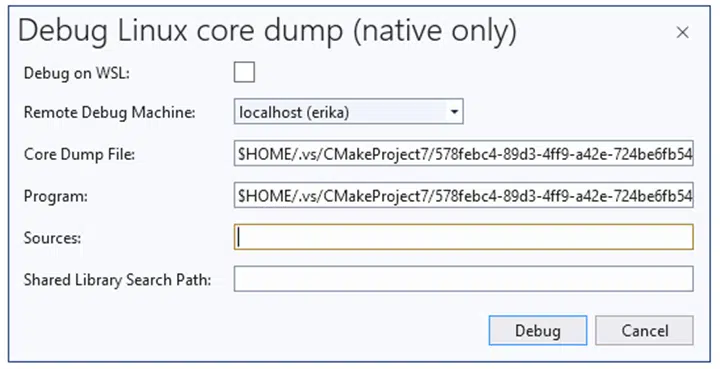 Debug Linux core dump (native only)
Debug on WSL:
Remote Debug Machine: localhost (erika)
Core Dump File: $HOME/.vs/CMakeProject7/578febc4-89d3-4ff9-a42e-724be6fb54
Program: $HOME/.vs/CMakeProject7/578febc4-89d3-4ff9-a42e-724be6fb54
Sources:
Shared Library Search Path:
Debug Cancel